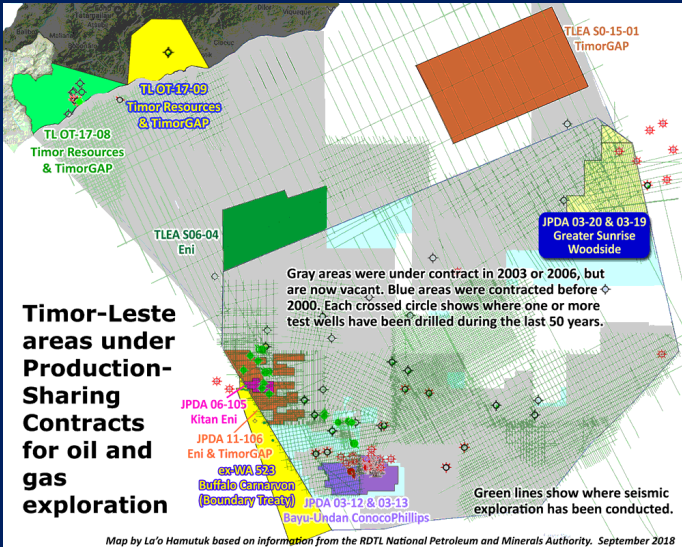 TLEA S0-15-01
TimorGAP
TL OT-17-09
Timor Resources
& TimorGAP
TL OT-17-08
Timor Resources
& TimorGAP
JPDA 03-20 & 03-19
Greater Sunrise
Woodside
TLEA S06-04
Eni
Gray areas were under contract in 2003 or 2006, but
are now vacant. Blue areas were contracted before
2000. Each crossed circle shows where one or more
test wells have been drilled during the last 50 years.
Timor-Leste
areas under
Production-
Sharing
Contracts
for oil and
gas
exploration
JPDA 06-105
Kitan Eni
JPDA 11-106
Eni & TimorGAP
ex-WA 523
Buffalo Carnarvon
(Boundary Treaty)
JPDA 03-12 & 03-13
Bayu-Undan ConocoPhillips
Green lines show where seismic
exploration has been conducted.
Map by La'o Hamutuk based on information from the RDTL National Petroleum and Minerals Authority. September 2018